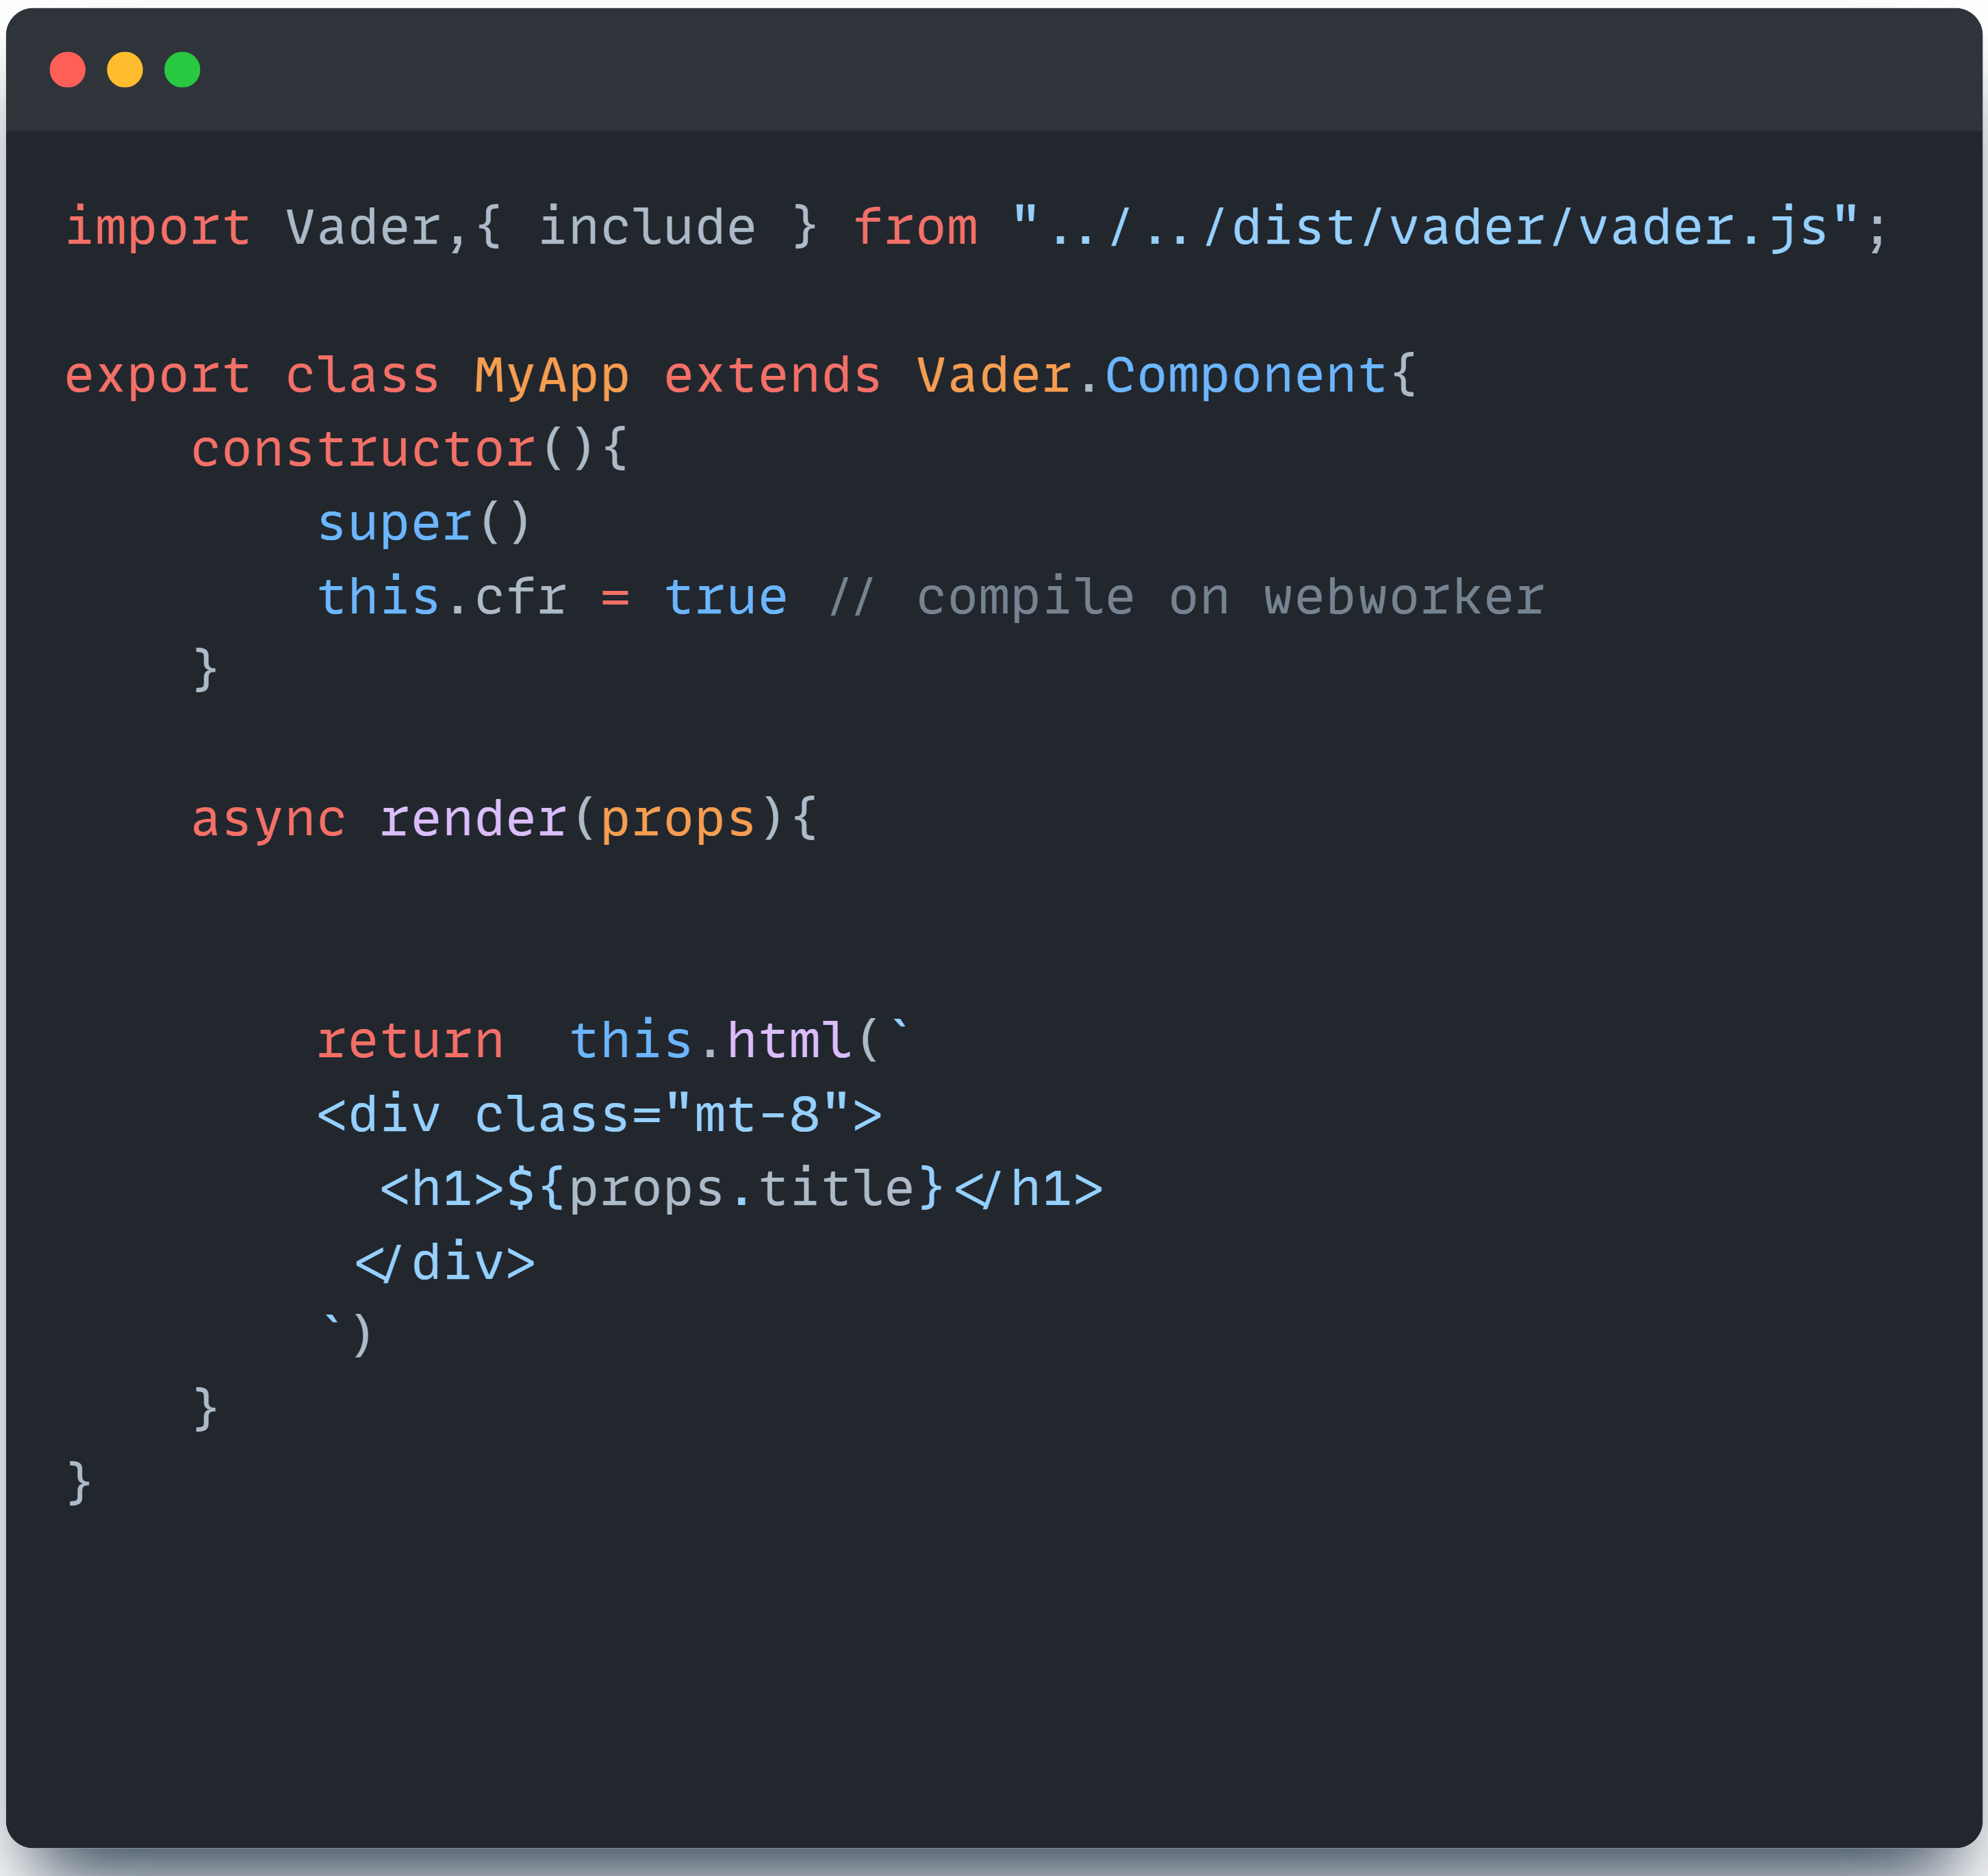 import Vader,{ include } from "../../dist/vader/vader.js";
export class MyApp extends Vader.Component{
    constructor(){
        super()
        this.cfr = true // compile on webworker
    }
    async render(props){
        return  this.html(`
        <div class="mt-8">
          <h1>${props.title}</h1>
         </div>
        `)
    }
}